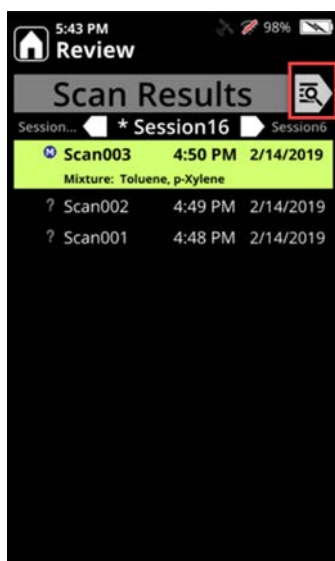 5:43 PM 98%
Review
Scan Results
Session... * Session16 Session6
M Scan003 4:50 PM 2/14/2019
Mixture: Toluene, p-Xylene
? Scan002 4:49 PM 2/14/2019
? Scan001 4:48 PM 2/14/2019